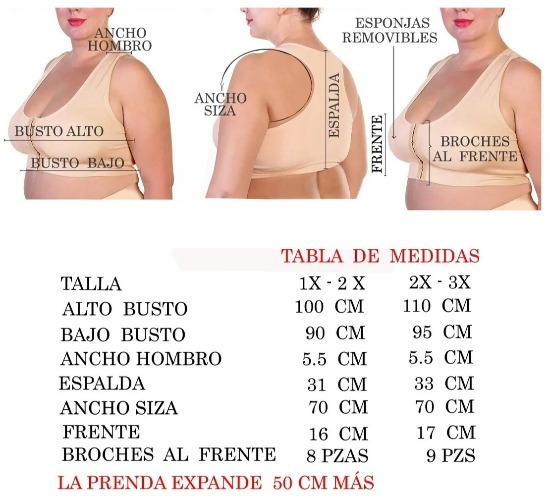 ANCHO
HOMBRO
BUSTO ALTO
BUSTO BAJO
ANCHO
SIZA
ESPALDA
ESPONJAS
REMOVIBLES
FRENTE
BROCHES
AL FRENTE
TABLA DE MEDIDAS
TALLA 1X - 2 X 2X - 3X
ALTO BUSTO 100 CM 110 CM
BAJO BUSTO 90 CM 95 CM
ANCHO HOMBRO 5.5 CM 5.5 CM
ESPALDA 31 CM 33 CM
ANCHO SIZA 70 CM 70 CM
FRENTE 16 CM 17 CM
BROCHES AL FRENTE 8 PZAS 9 PZS
LA PRENDA EXPANDE 50 CM MÁS